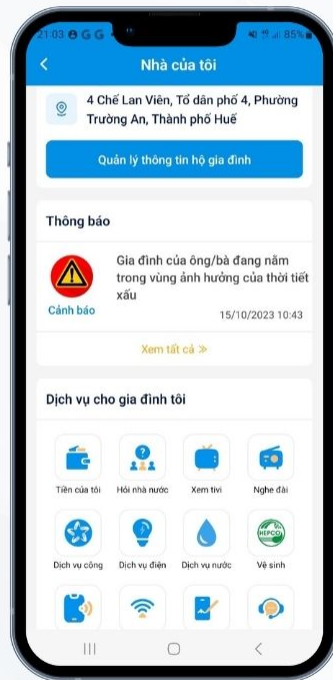 21:03
85%
Nhà của tôi
4 Chế Lan Viên, Tổ dân phố 4, Phường
Trường An, Thành phố Huế
Quản lý thông tin hộ gia đình
Thông báo
Gia đình của ông/bà đang nằm
trong vùng ảnh hưởng của thời tiết
xấu
Cảnh báo
15/10/2023 10:43
Xem tất cả >>
Dịch vụ cho gia đình tôi
Tiền của tôi
Hỏi nhà nước
Xem tivi
Nghe đài
HEPCO
Dịch vụ công
Dịch vụ điện
Dịch vụ nước
Vệ sinh